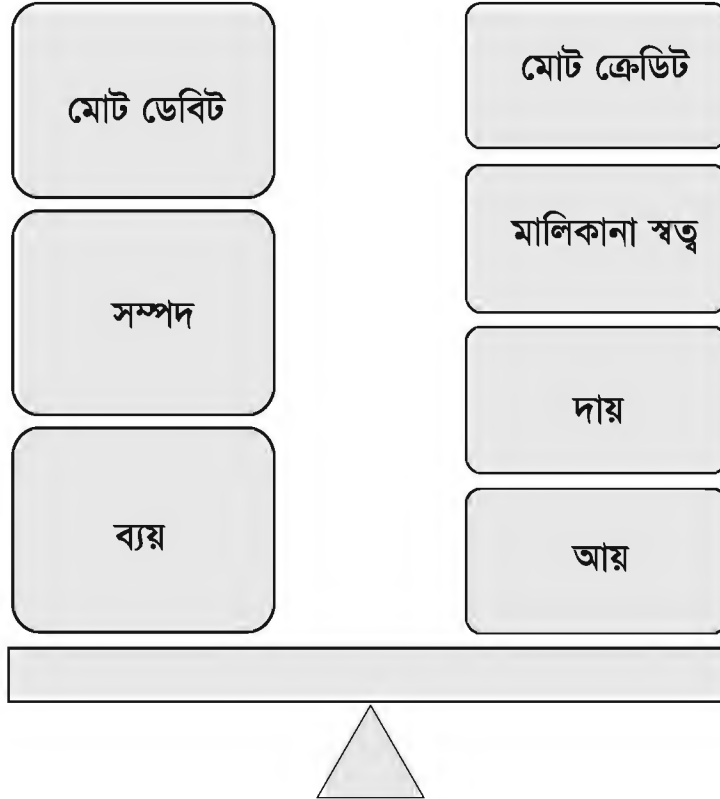 মোট ডেবিট
সম্পদ
ব্যয়
মোট ক্রেডিট
মালিকানা স্বত্ব
দায়
আয়